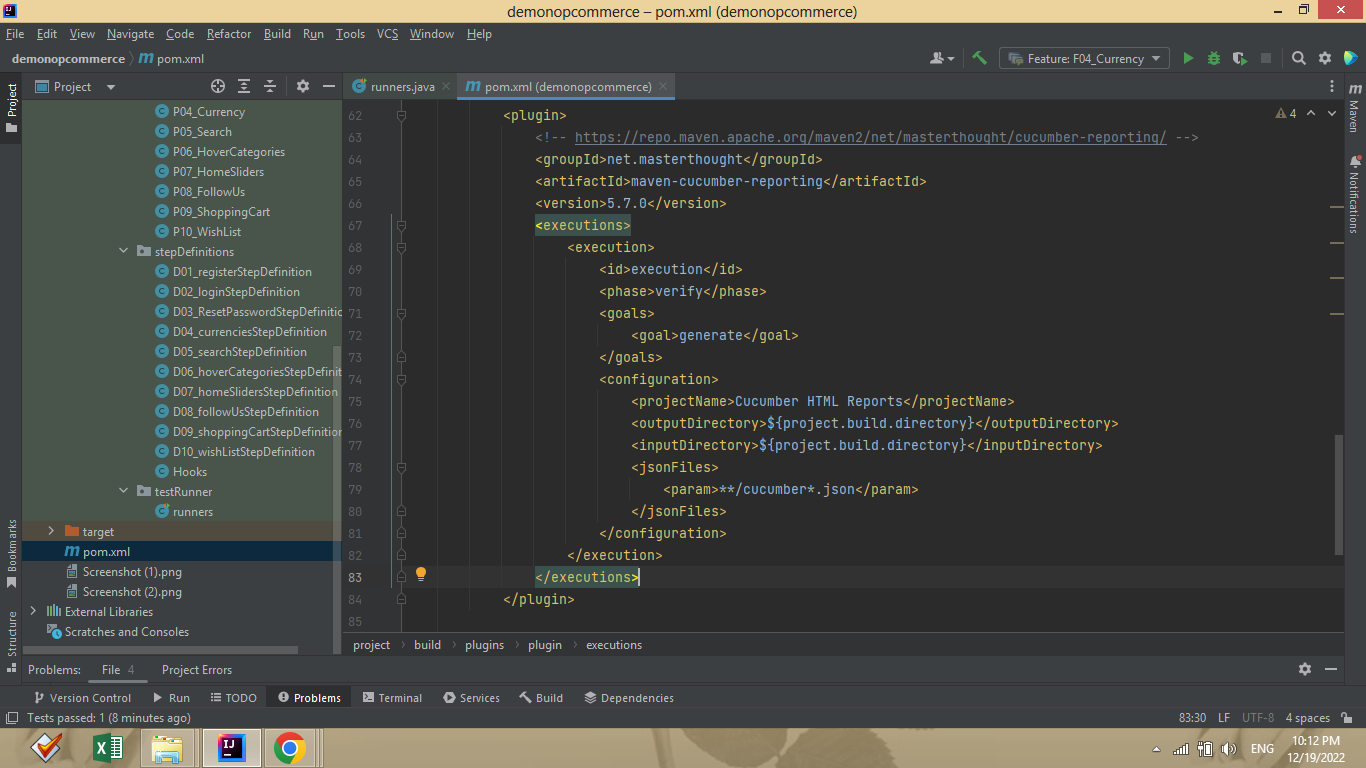 demonopcommerce – pom.xml (demonopcommerce)
File Edit View Navigate Code Refactor Build Run Tools VCS Window Help
demonopcommerce pom.xml
Feature: F04_Currency
Project
runners.java
pom.xml (demonopcommerce)
Project
Bookmarks
Structure
P04_Currency
P05_Search
P06_HoverCategories
P07_HomeSliders
P08_FollowUs
P09_ShoppingCart
P10_WishList
stepDefinitions
D01_registerStepDefinition
D02_loginStepDefinition
D03_ResetPasswordStepDefinitic
D04_currenciesStepDefinition
D05_searchStepDefinition
D06_hoverCategoriesStepDefinit
D07_homeSlidersStepDefinition
D08_followUsStepDefinition
D09_shoppingCartStepDefinition
D10_wishListStepDefinition
Hooks
testRunner
runners
target
pom.xml
Screenshot (1).png
Screenshot (2).png
External Libraries
Scratches and Consoles
62 <plugin>
63 <!-- https://repo.maven.apache.org/maven2/net/masterthought/cucumber-reporting/ -->
64 <groupId>net.masterthought</groupId>
65 <artifactId>maven-cucumber-reporting</artifactId>
66 <version>5.7.0</version>
67 <executions>
68 <execution>
69 <id>execution</id>
70 <phase>verify</phase>
71 <goals>
72 <goal>generate</goal>
73 </goals>
74 <configuration>
75 <projectName>Cucumber HTML Reports</projectName>
76 <outputDirectory>${project.build.directory}</outputDirectory>
77 <inputDirectory>${project.build.directory}</inputDirectory>
78 <jsonFiles>
79 <param>**/cucumber*.json</param>
80 </jsonFiles>
81 </configuration>
82 </execution>
83 </executions>
84 </plugin>
85
4
Maven
Notifications
project build plugins plugin executions
Problems: File 4 Project Errors
Version Control Run TODO Problems Terminal Services Build Dependencies
Tests passed: 1 (8 minutes ago) 83:30 LF UTF-8 4 spaces
ENG
10:12 PM
12/19/2022